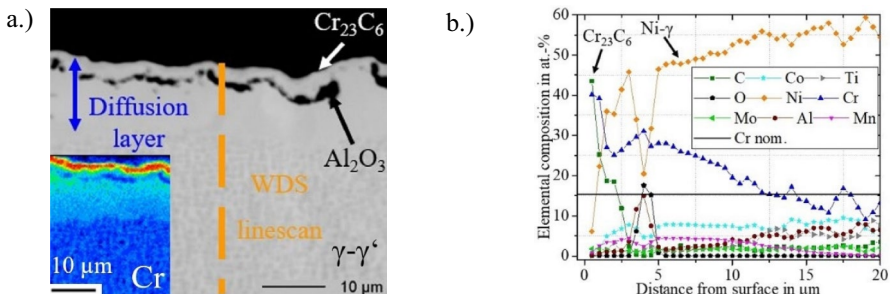 a.)
Cr₂₃C₆
Diffusion
layer
Al₂O₃
WDS
linescan
γ-γ‘
10 µm
Cr
10 µm
b.)
Elemental composition in at.-%
60
50
40
30
20
10
0
Cr₂₃C₆
Ni-γ
C Co Ti
O Ni Cr
Mo Al Mn
Cr nom.
0 5 10 15 20
Distance from surface in µm